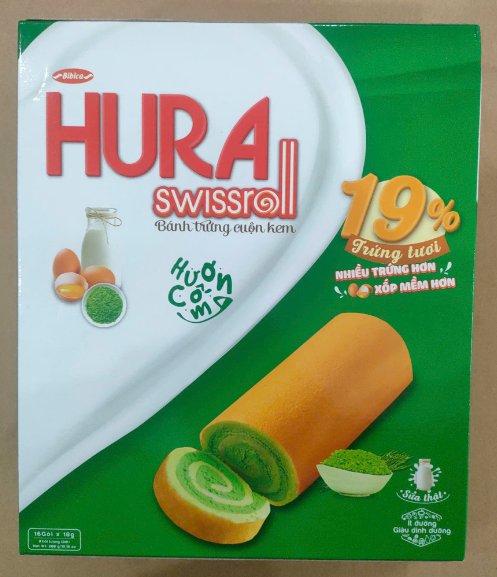 Bibica
HURA
swissroll
Bánh trứng cuộn kem
Hương
Cốm
19%
Trứng tươi
NHIỀU TRỨNG HƠN
XỐP MỀM HƠN
Sữa thật
Ít đường
Giàu dinh dưỡng
16 Gói x 18g